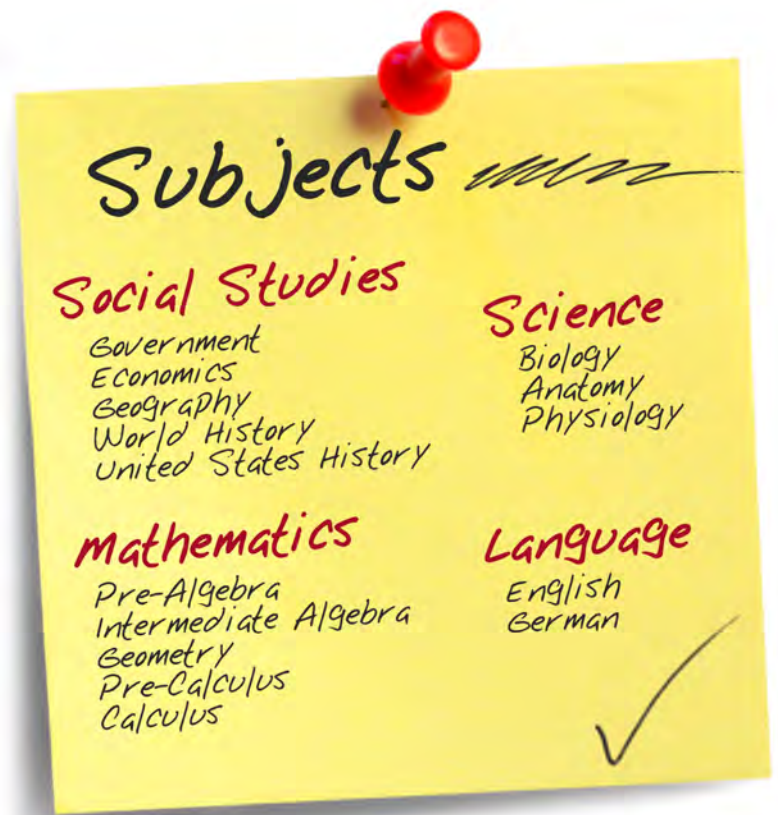 Subjects
Social Studies
Government
Economics
Geography
World History
United States History
Science
Biology
Anatomy
Physiology
mathematics
Pre-Algebra
Intermediate Algebra
Geometry
Pre-Calculus
Calculus
Language
English
German